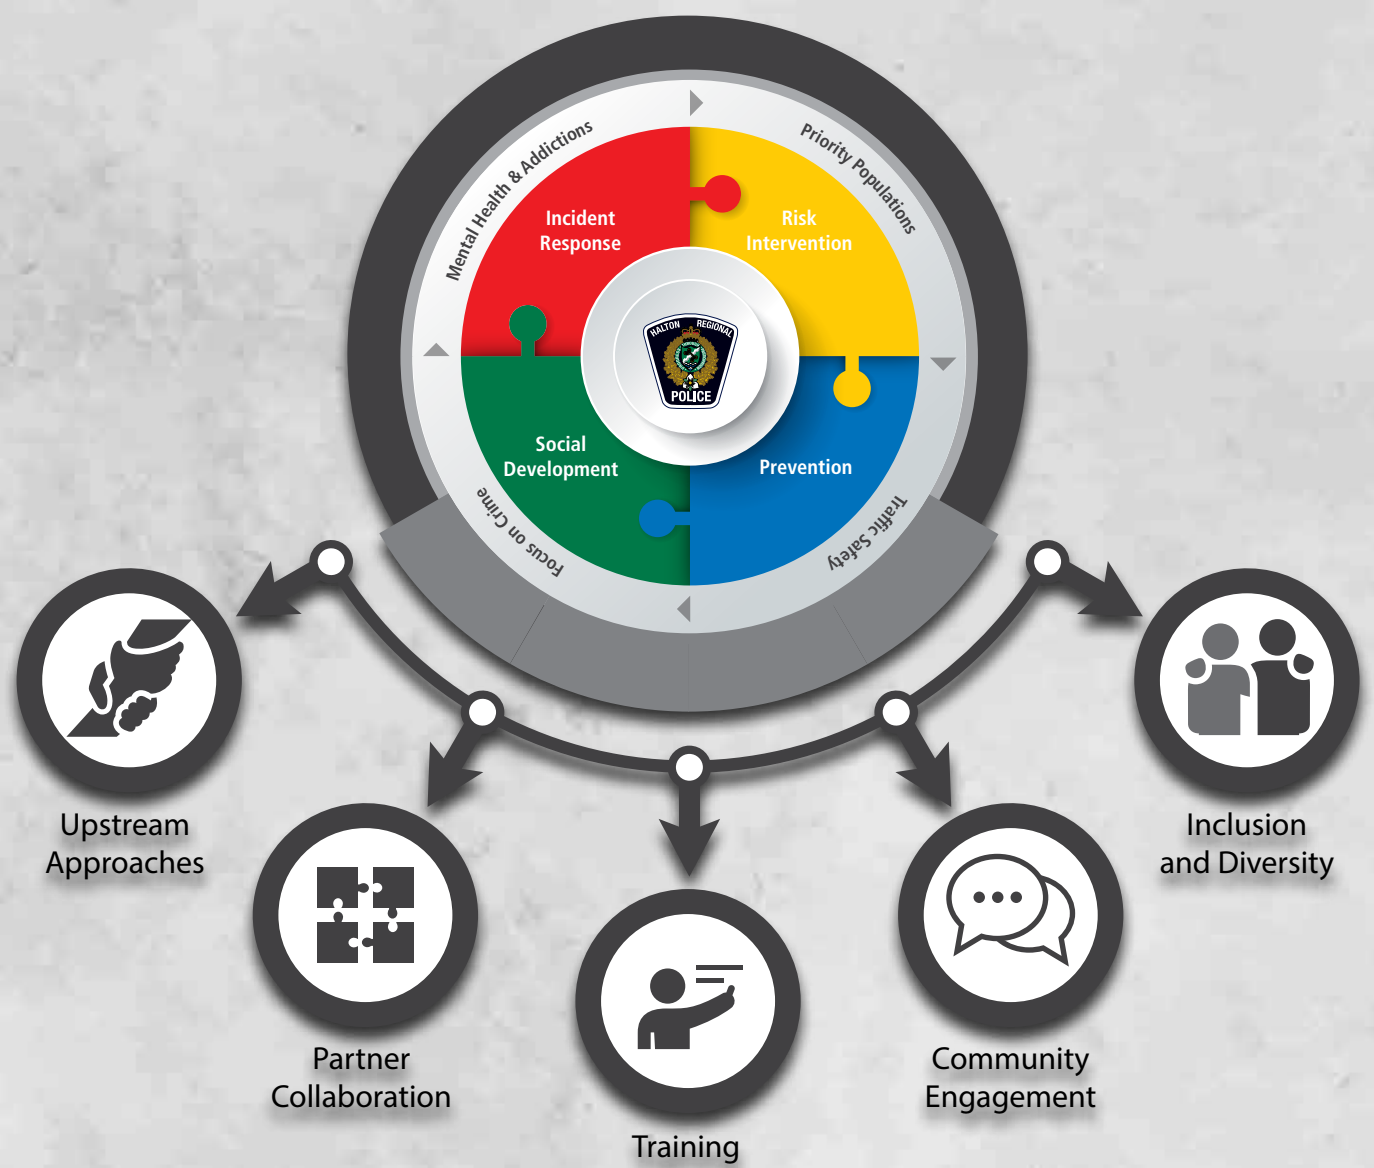 Mental Health & Addictions
Priority Populations
Incident
Response
Risk
Intervention
HALTON REGIONAL
POLICE
Social
Development
Prevention
Focus on Crime
Traffic Safety
Upstream
Approaches
Inclusion
and Diversity
Partner
Collaboration
Community
Engagement
Training